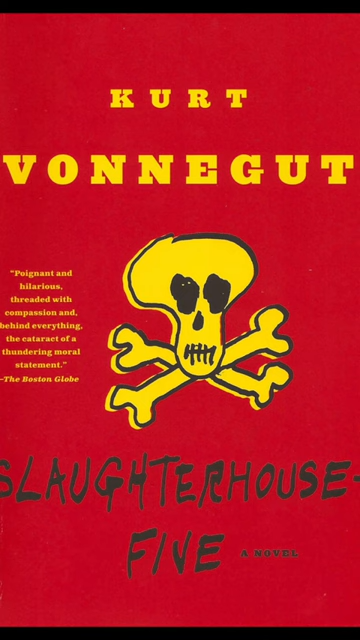 KURT
VONNEGUT
"Poignant and
hilarious,
threaded with
compassion and,
behind everything,
the cataract of a
thundering moral
statement."
–The Boston Globe
SLAUGHTERHOUSE-
FIVE A NOVEL